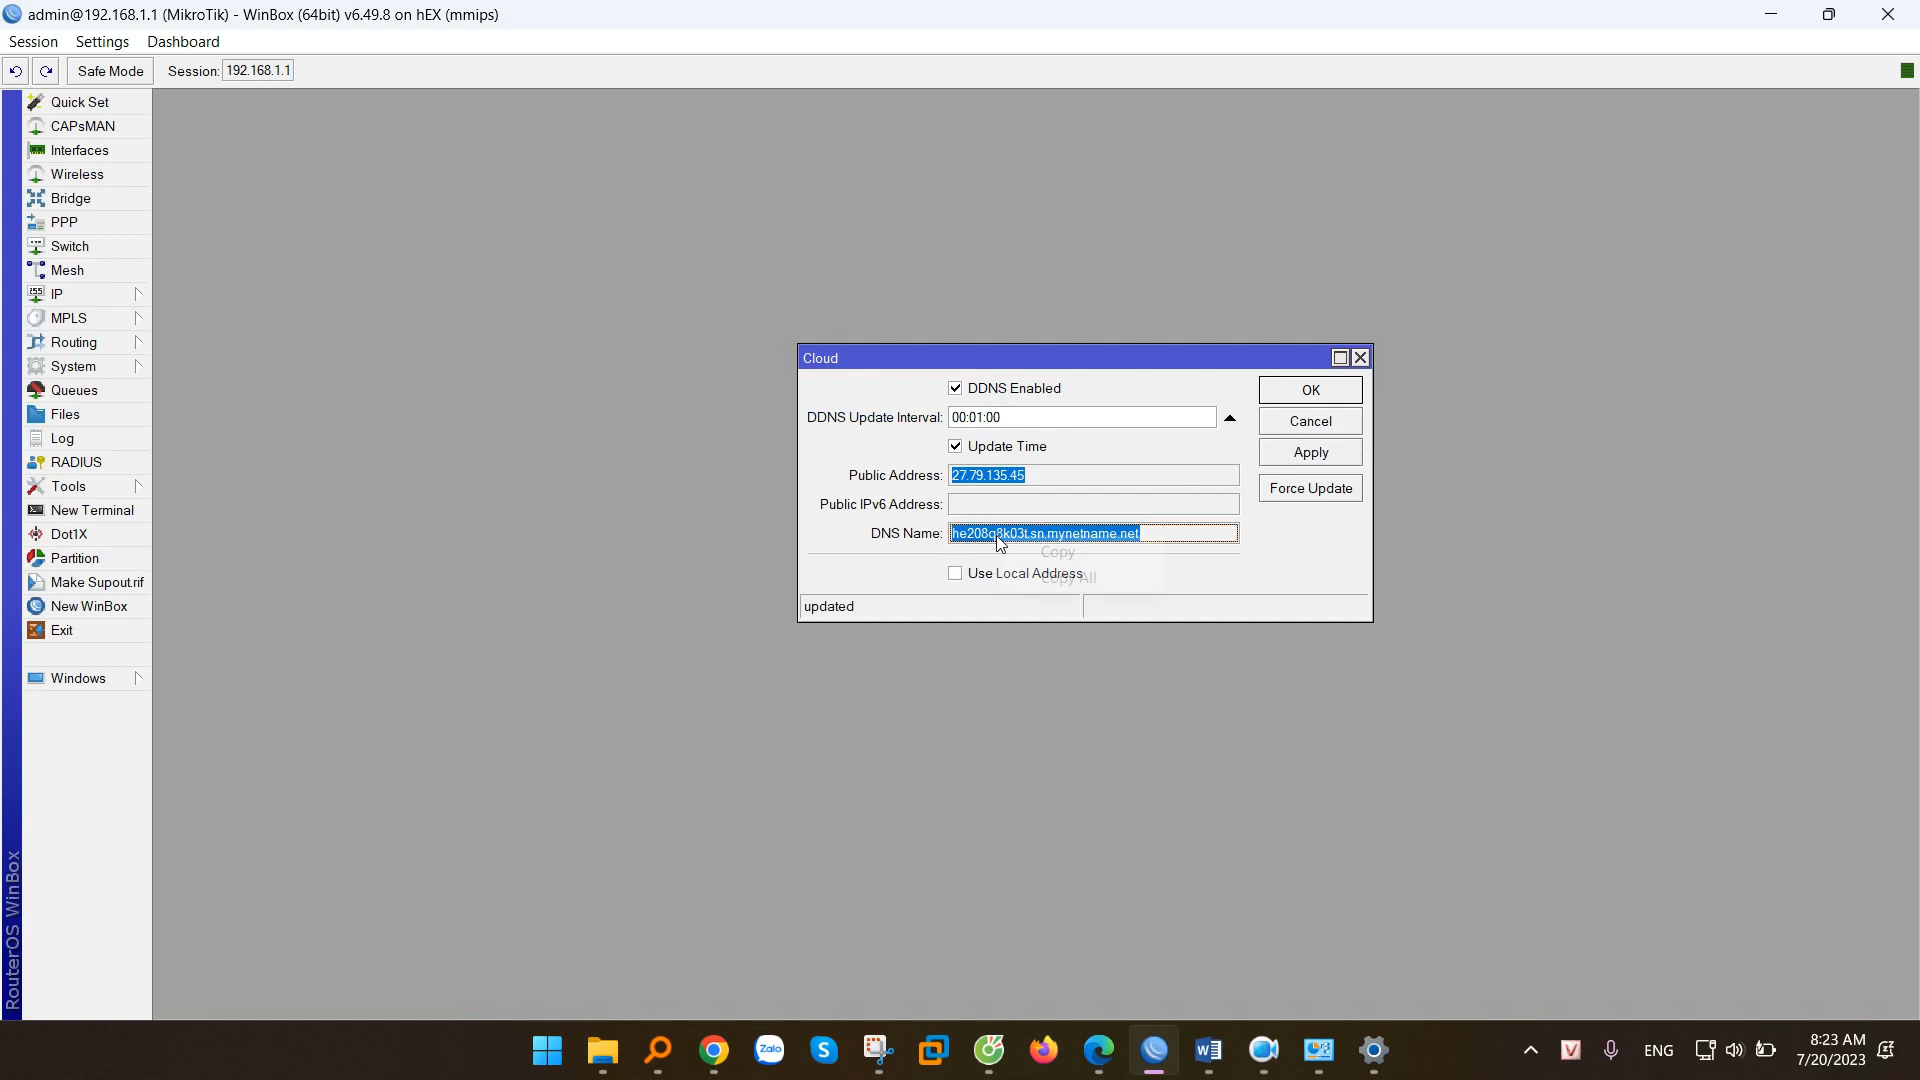 admin@192.168.1.1 (MikroTik) - WinBox (64bit) v6.49.8 on hEX (mmips)
Session Settings Dashboard
Safe Mode Session: 192.168.1.1
Quick Set
CAPsMAN
Interfaces
Wireless
Bridge
PPP
Switch
Mesh
IP
MPLS
Routing
System
Queues
Files
Log
RADIUS
Tools
New Terminal
Dot1X
Partition
Make Supout.rif
New WinBox
Exit
Windows
RouterOS WinBox
Cloud
DDNS Enabled
DDNS Update Interval: 00:01:00
Update Time
Public Address: 27.79.135.45
Public IPv6 Address:
DNS Name:
Use Local Address
Copy
Copy All
updated
OK
Cancel
Apply
Force Update
Zalo
ENG
8:23 AM
7/20/2023